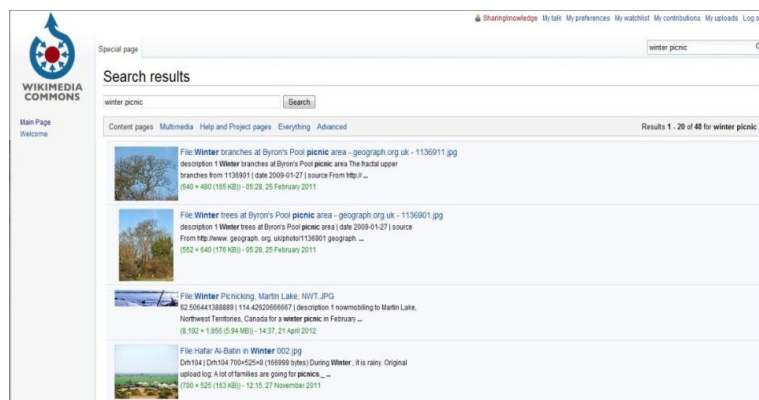 Sharingknowledge My talk My preferences My watchlist My contributions My uploads Log o
Special page
winter picnic
WIKIMEDIA
COMMONS
Search results
winter picnic Search
Main Page
Welcome
Content pages Multimedia Help and Project pages Everything Advanced
Results 1 - 20 of 48 for winter picnic
File:Winter branches at Byron's Pool picnic area - geograph.org.uk - 1136911.jpg
description 1 Winter branches at Byron's Pool picnic area The fractal upper
branches from 1136901 | date 2009-01-27 | source From http:// ...
(640 × 480 (165 KB)) - 05:28, 25 February 2011
File:Winter trees at Byron's Pool picnic area - geograph.org.uk - 1136901.jpg
description 1 Winter trees at Byron's Pool picnic area | date 2009-01-27 | source
From http://www. geograph. org. uk/photo/1136901 geograph. ...
(552 × 640 (176 KB)) - 05:28, 25 February 2011
File:Winter Picnicking, Martin Lake, NWT.JPG
62.506441388889 | 114.42620666667 | description 1 nowmobiling to Martin Lake,
Northwest Territories, Canada for a winter picnic in February ...
(8,192 × 1,856 (5.94 MB)) - 14:37, 21 April 2012
File:Hafar Al-Batin in Winter 002.jpg
Drh104 | Drh104 700×525×8 (166999 bytes) During Winter , it is rainy. Original
upload log: A lot of families are going for picnics._ ...
(700 × 525 (163 KB)) - 12:15, 27 November 2011